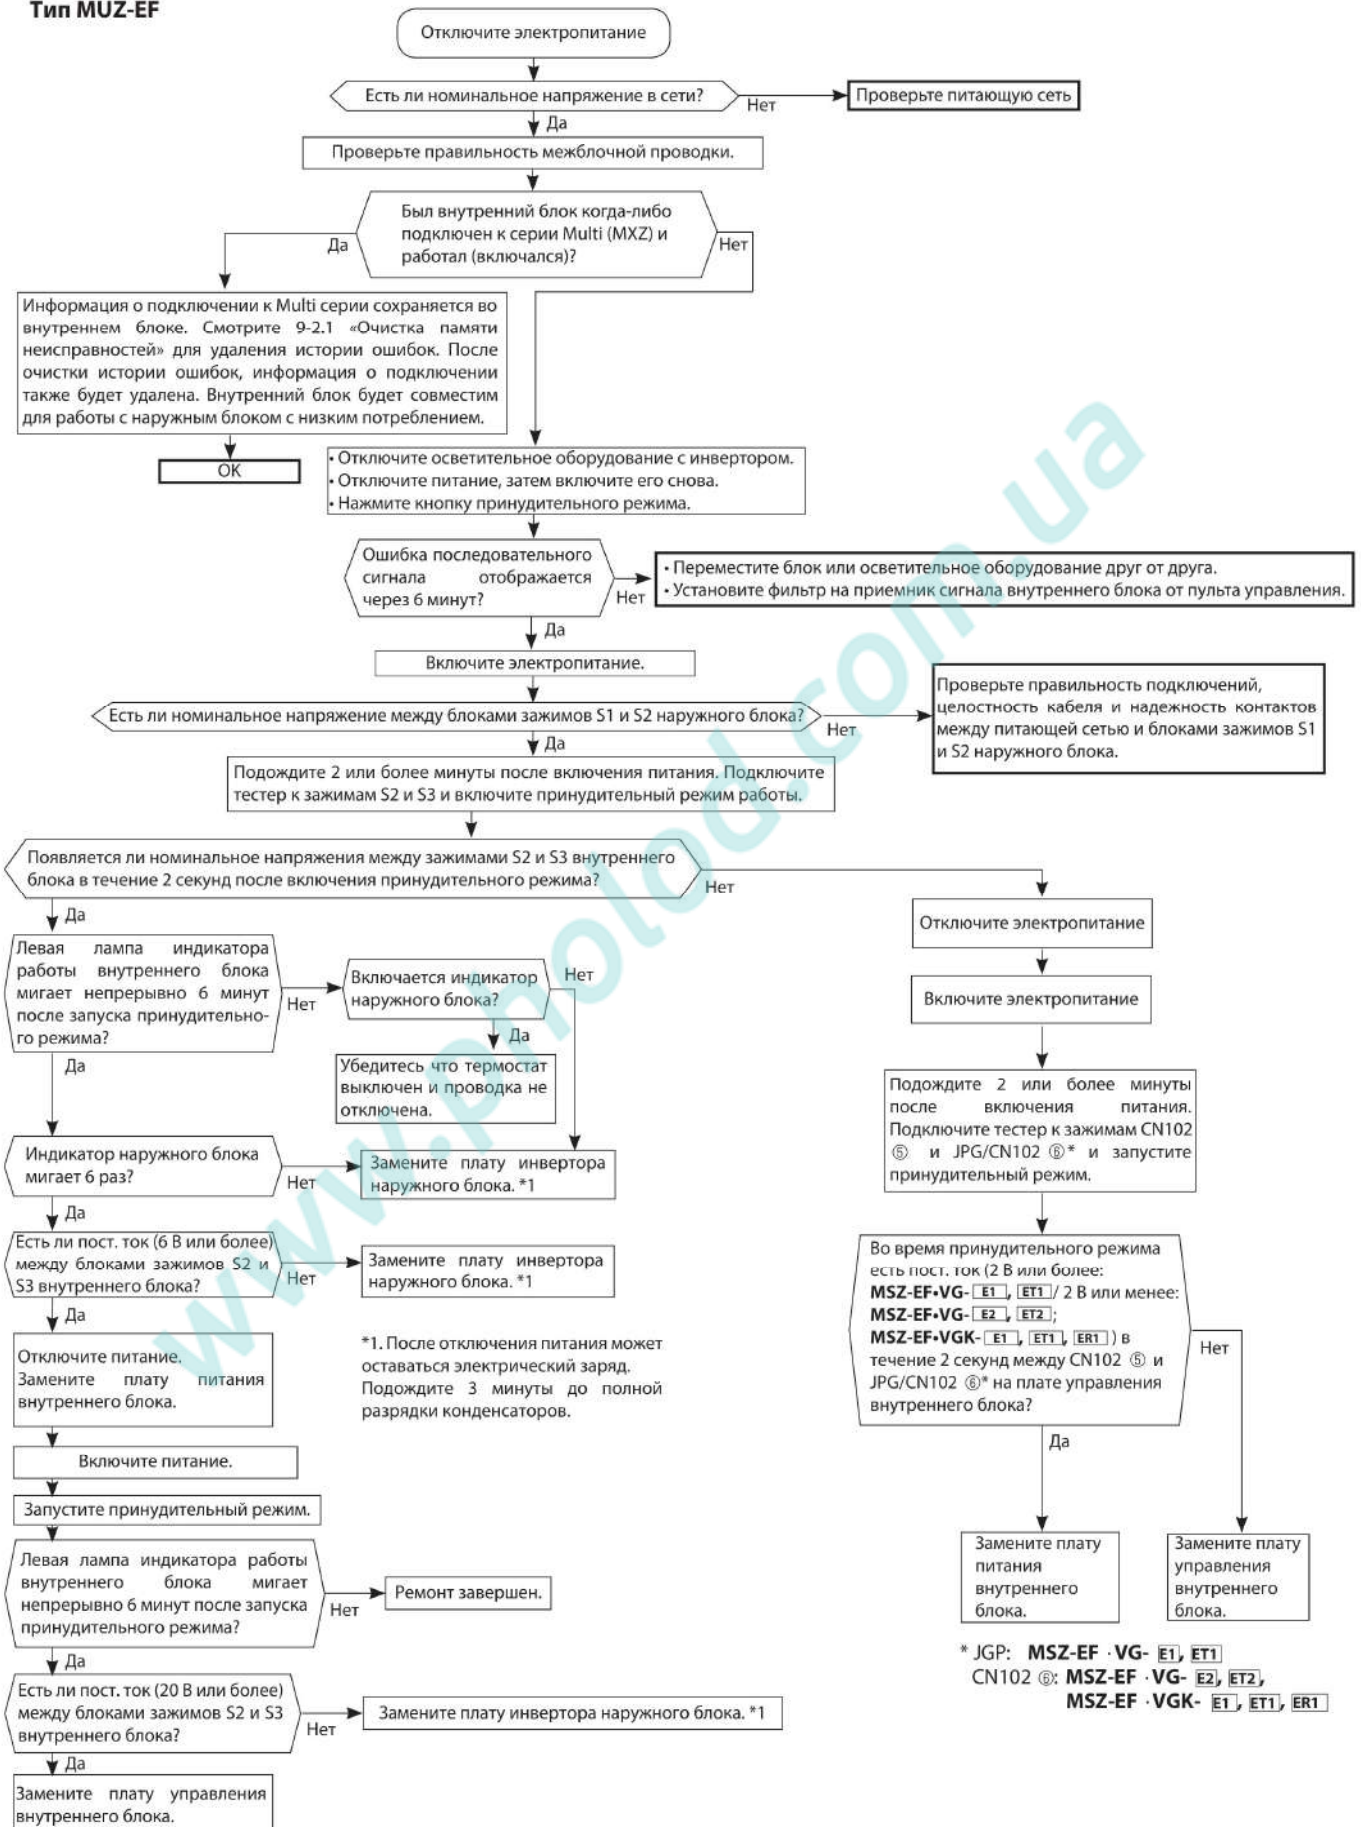 Тип MUZ-EF
Отключите электропитание
Есть ли номинальное напряжение в сети?
Нет
Проверьте питающую сеть
Да
Проверьте правильность межблочной проводки.
Был внутренний блок когда-либо
подключен к серии Multi (MXZ) и
работал (включался)?
Да
Нет
Информация о подключении к Multi серии сохраняется во
внутреннем блоке. Смотрите 9-2.1 «Очистка памяти
неисправностей» для удаления истории ошибок. После
очистки истории ошибок, информация о подключении
также будет удалена. Внутренний блок будет совместим
для работы с наружным блоком с низким потреблением.
OK
• Отключите осветительное оборудование с инвертором.
• Отключите питание, затем включите его снова.
• Нажмите кнопку принудительного режима.
Ошибка последовательного
сигнала отображается
через 6 минут?
Нет
• Переместите блок или осветительное оборудование друг от друга.
• Установите фильтр на приемник сигнала внутреннего блока от пульта управления.
Да
Включите электропитание.
Есть ли номинальное напряжение между блоками зажимов S1 и S2 наружного блока?
Нет
Проверьте правильность подключений,
целостность кабеля и надежность контактов
между питающей сетью и блоками зажимов S1
и S2 наружного блока.
Да
Подождите 2 или более минуты после включения питания. Подключите
тестер к зажимам S2 и S3 и включите принудительный режим работы.
Появляется ли номинальное напряжения между зажимами S2 и S3 внутреннего
блока в течение 2 секунд после включения принудительного режима?
Нет
Да
Левая лампа индикатора
работы внутреннего блока
мигает непрерывно 6 минут
после запуска принудительно-
го режима?
Нет
Включается индикатор
наружного блока?
Нет
Да
Убедитесь что термостат
выключен и проводка не
отключена.
Да
Индикатор наружного блока
мигает 6 раз?
Нет
Замените плату инвертора
наружного блока. *1
Да
Есть ли пост. ток (6 В или более)
между блоками зажимов S2 и
S3 внутреннего блока?
Нет
Замените плату инвертора
наружного блока. *1
Да
Отключите питание.
Замените плату питания
внутреннего блока.
*1. После отключения питания может
оставаться электрический заряд.
Подождите 3 минуты до полной
разрядки конденсаторов.
Включите питание.
Запустите принудительный режим.
Левая лампа индикатора работы
внутреннего блока мигает
непрерывно 6 минут после запуска
принудительного режима?
Нет
Ремонт завершен.
Да
Есть ли пост. ток (20 В или более)
между блоками зажимов S2 и S3
внутреннего блока?
Нет
Замените плату инвертора наружного блока. *1
Да
Замените плату управления
внутреннего блока.
Отключите электропитание
Включите электропитание
Подождите 2 или более минуты
после включения питания.
Подключите тестер к зажимам CN102
⑤ и JPG/CN102 ⑥* и запустите
принудительный режим.
Во время принудительного режима
есть пост. ток (2 В или более:
MSZ-EF•VG- E1 , ET1 / 2 В или менее:
MSZ-EF•VG- E2 , ET2 ;
MSZ-EF•VGK- E1 , ET1 , ER1 ) в
течение 2 секунд между CN102 ⑤ и
JPG/CN102 ⑥* на плате управления
внутреннего блока?
Нет
Да
Замените плату
питания
внутреннего
блока.
Замените плату
управления
внутреннего
блока.
* JGP: MSZ-EF · VG- E1, ET1
CN102 ⑥: MSZ-EF · VG- E2, ET2,
MSZ-EF · VGK- E1 , ET1, ER1
www.pholod.com.ua